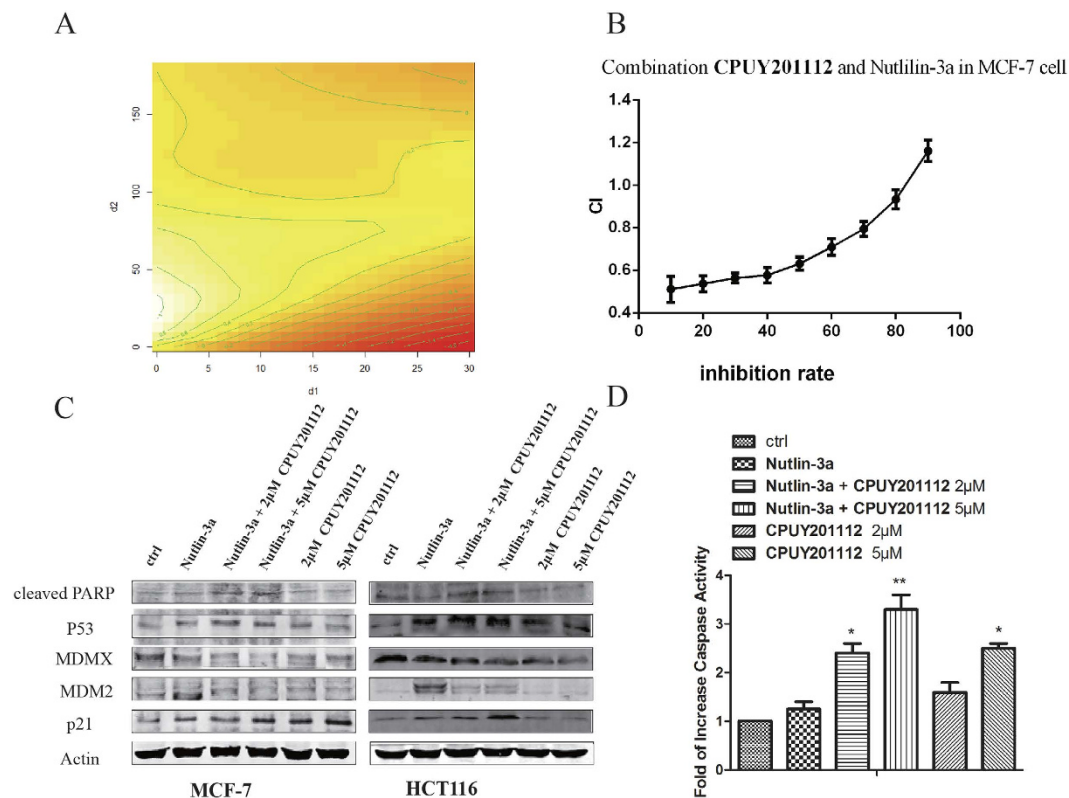 A
150
100
50
0
d2
0
5
10
15
20
25
30
d1
B
Combination CPUY201112 and Nutlilin-3a in MCF-7 cell
1.4
1.2
1.0
0.8
0.6
0.4
CI
0
20
40
60
80
100
inhibition rate
C
ctrl
Nutlin-3a
Nutlin-3a + 2μM CPUY201112
Nutlin-3a + 5μM CPUY201112
2μM CPUY201112
5μM CPUY201112
ctrl
Nutlin-3a
Nutlin-3a + 2μM CPUY201112
Nutlin-3a + 5μM CPUY201112
2μM CPUY201112
5μM CPUY201112
cleaved PARP
P53
MDMX
MDM2
p21
Actin
MCF-7
HCT116
D
ctrl
Nutlin-3a
Nutlin-3a + CPUY201112 2μM
Nutlin-3a + CPUY201112 5μM
CPUY201112 2μM
CPUY201112 5μM
4
3
2
1
0
Fold of Increase Caspase Activity
*
**
*